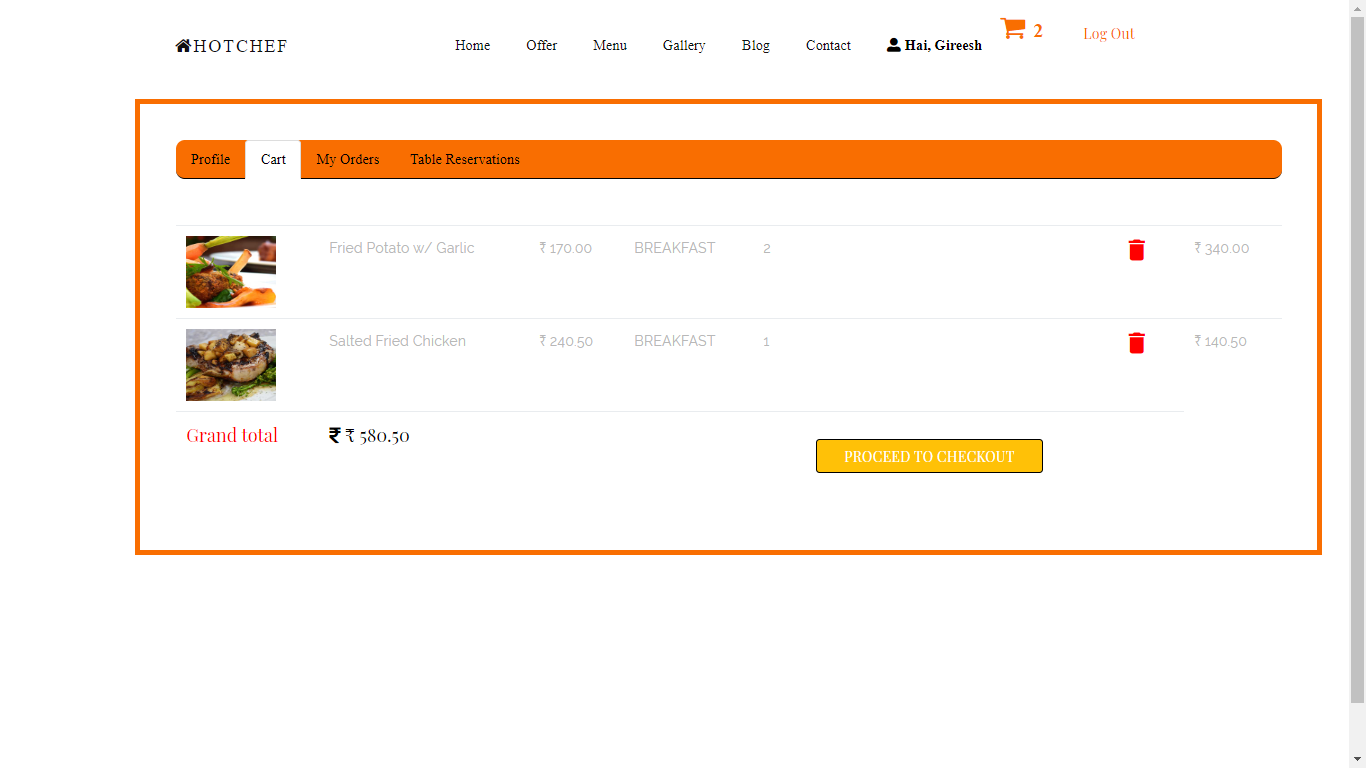 HOTCHEF Home Offer Menu Gallery Blog Contact Hai, Gireesh 2 Log Out
Profile Cart My Orders Table Reservations
Fried Potato w/ Garlic ₹ 170.00 BREAKFAST 2 ₹ 340.00
Salted Fried Chicken ₹ 240.50 BREAKFAST 1 ₹ 140.50
Grand total ₹ ₹ 580.50
PROCEED TO CHECKOUT